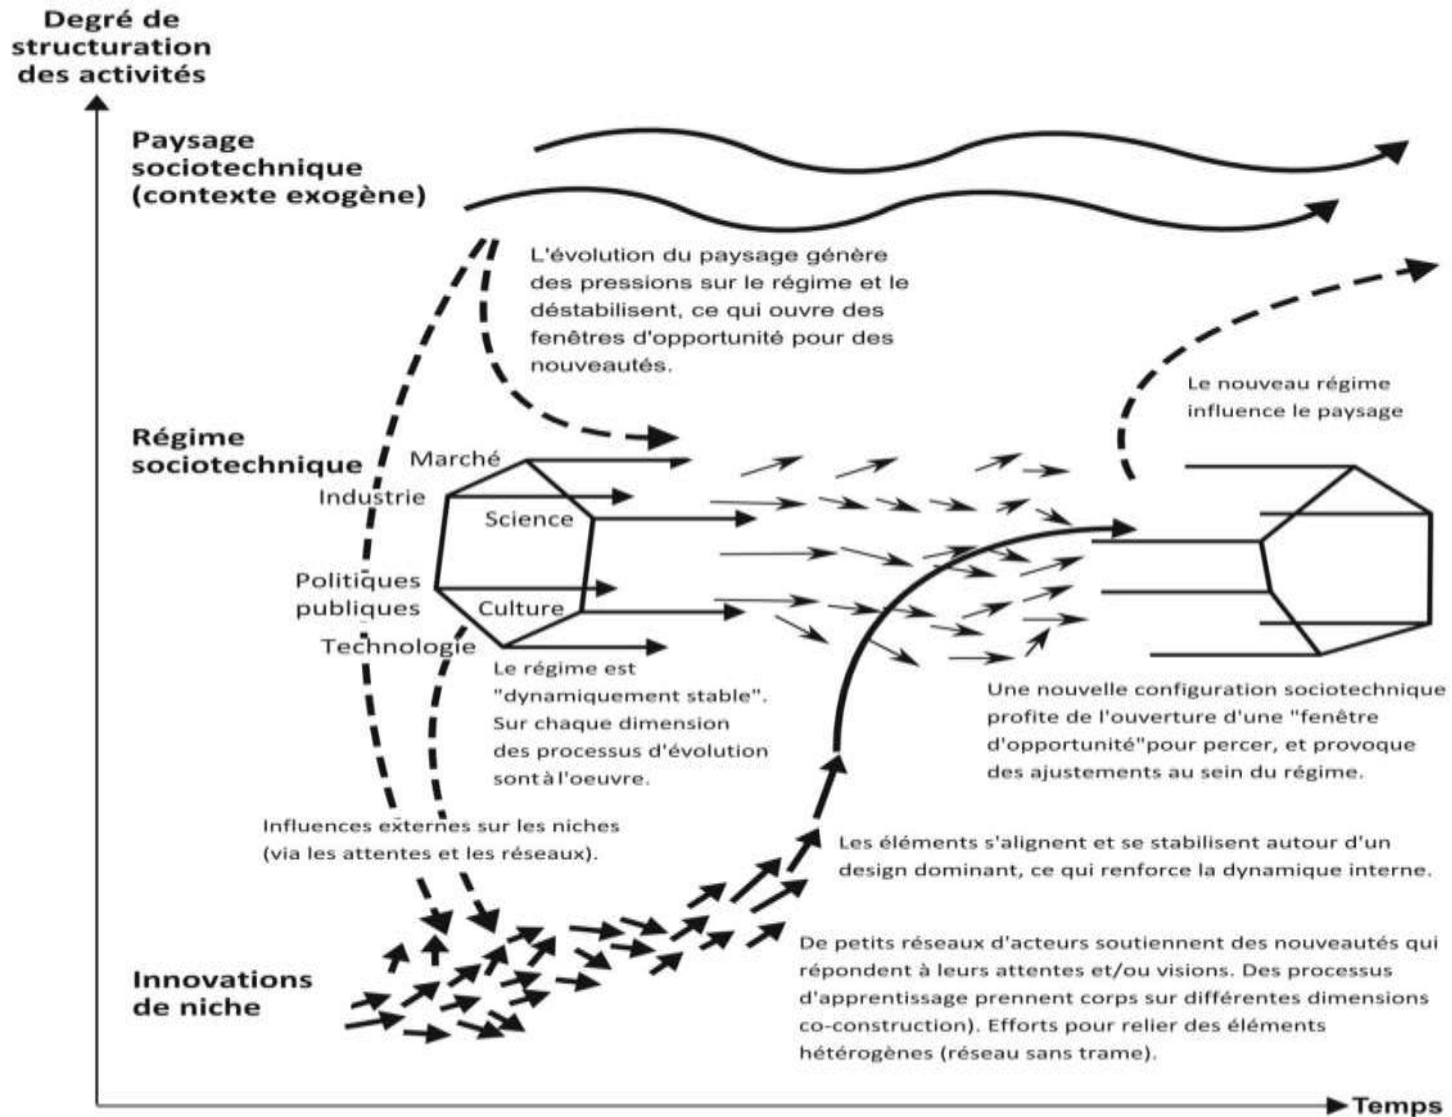 Degré de
structuration
des activités
Paysage
sociotechnique
(contexte exogène)
L'évolution du paysage génère
des pressions sur le régime et le
déstabilisent, ce qui ouvre des
fenêtres d'opportunité pour des
nouveautés.
Le nouveau régime
influence le paysage
Régime
sociotechnique
Marché
Industrie
Science
Politiques
publiques
Culture
Technologie
Le régime est
"dynamiquement stable".
Sur chaque dimension
des processus d'évolution
sont à l'oeuvre.
Une nouvelle configuration sociotechnique
profite de l'ouverture d'une "fenêtre
d'opportunité"pour percer, et provoque
des ajustements au sein du régime.
Influences externes sur les niches
(via les attentes et les réseaux).
Les éléments s'alignent et se stabilisent autour d'un
design dominant, ce qui renforce la dynamique interne.
De petits réseaux d'acteurs soutiennent des nouveautés qui
répondent à leurs attentes et/ou visions. Des processus
d'apprentissage prennent corps sur différentes dimensions
co-construction). Efforts pour relier des éléments
hétérogènes (réseau sans trame).
Innovations
de niche
Temps